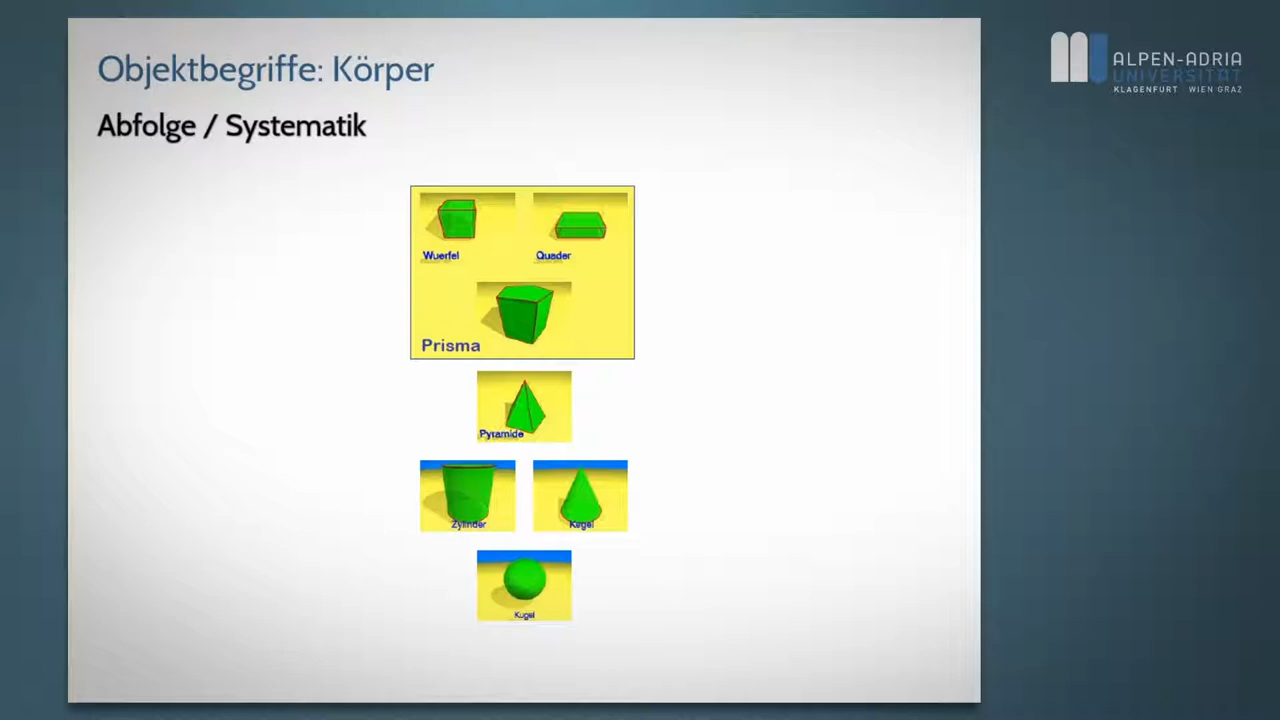 Objektbegriffe: Körper
Abfolge / Systematik
ALPEN-ADRIA
UNIVERSITÄT
KLAGENFURT WIEN GRAZ
Wuerfel Quader
Prisma
Pyramide
Zylinder Kegel
Kugel